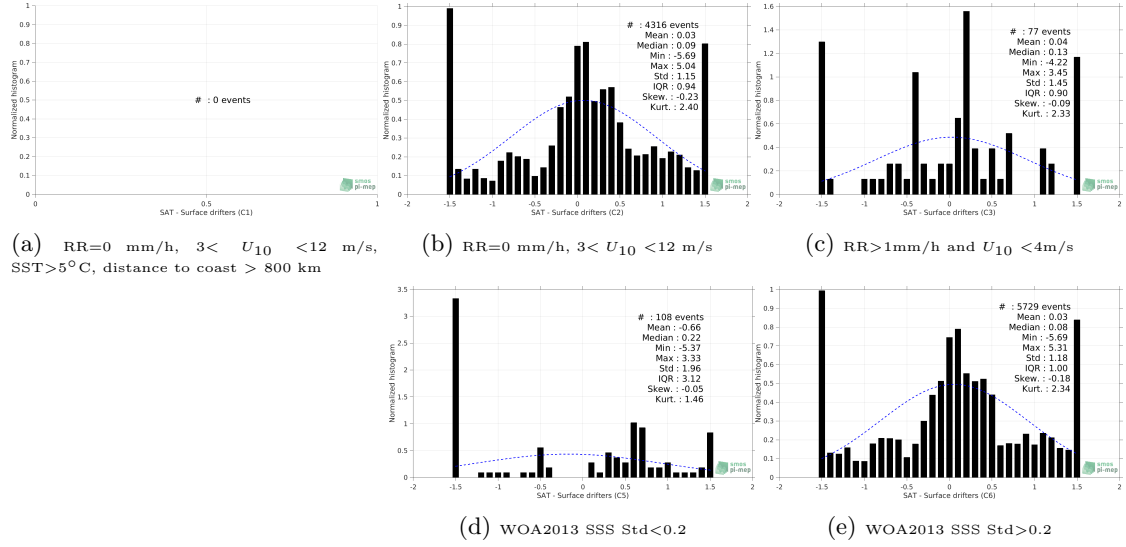 1
0.9
0.8
0.7
0.6
0.5
0.4
0.3
0.2
0.1
0
Normalized histogram
# : 0 events
0 0.5 1
SAT - Surface drifters (C1)
smos
pi-mep
(a) RR=0 mm/h, 3< U10 <12 m/s,
SST>5°C, distance to coast > 800 km
1
0.9
0.8
0.7
0.6
0.5
0.4
0.3
0.2
0.1
0
Normalized histogram
# : 4316 events
Mean : 0.03
Median : 0.09
Min : -5.69
Max : 5.04
Std : 1.15
IQR : 0.94
Skew. : -0.23
Kurt. : 2.40
-2 -1.5 -1 -0.5 0 0.5 1 1.5 2
SAT - Surface drifters (C2)
smos
pi-mep
(b) RR=0 mm/h, 3< U10 <12 m/s
1.6
1.4
1.2
1
0.8
0.6
0.4
0.2
0
Normalized histogram
# : 77 events
Mean : 0.04
Median : 0.13
Min : -4.22
Max : 3.45
Std : 1.45
IQR : 0.90
Skew. : -0.09
Kurt. : 2.33
-2 -1.5 -1 -0.5 0 0.5 1 1.5 2
SAT - Surface drifters (C3)
smos
pi-mep
(c) RR>1mm/h and U10 <4m/s
3.5
3
2.5
2
1.5
1
0.5
0
Normalized histogram
# : 108 events
Mean : -0.66
Median : 0.22
Min : -5.37
Max : 3.33
Std : 1.96
IQR : 3.12
Skew. : -0.05
Kurt. : 1.46
-2 -1.5 -1 -0.5 0 0.5 1 1.5 2
SAT - Surface drifters (C5)
smos
pi-mep
(d) WOA2013 SSS Std<0.2
1
0.9
0.8
0.7
0.6
0.5
0.4
0.3
0.2
0.1
0
Normalized histogram
# : 5729 events
Mean : 0.03
Median : 0.08
Min : -5.69
Max : 5.31
Std : 1.18
IQR : 1.00
Skew. : -0.18
Kurt. : 2.34
-2 -1.5 -1 -0.5 0 0.5 1 1.5 2
SAT - Surface drifters (C6)
smos
pi-mep
(e) WOA2013 SSS Std>0.2